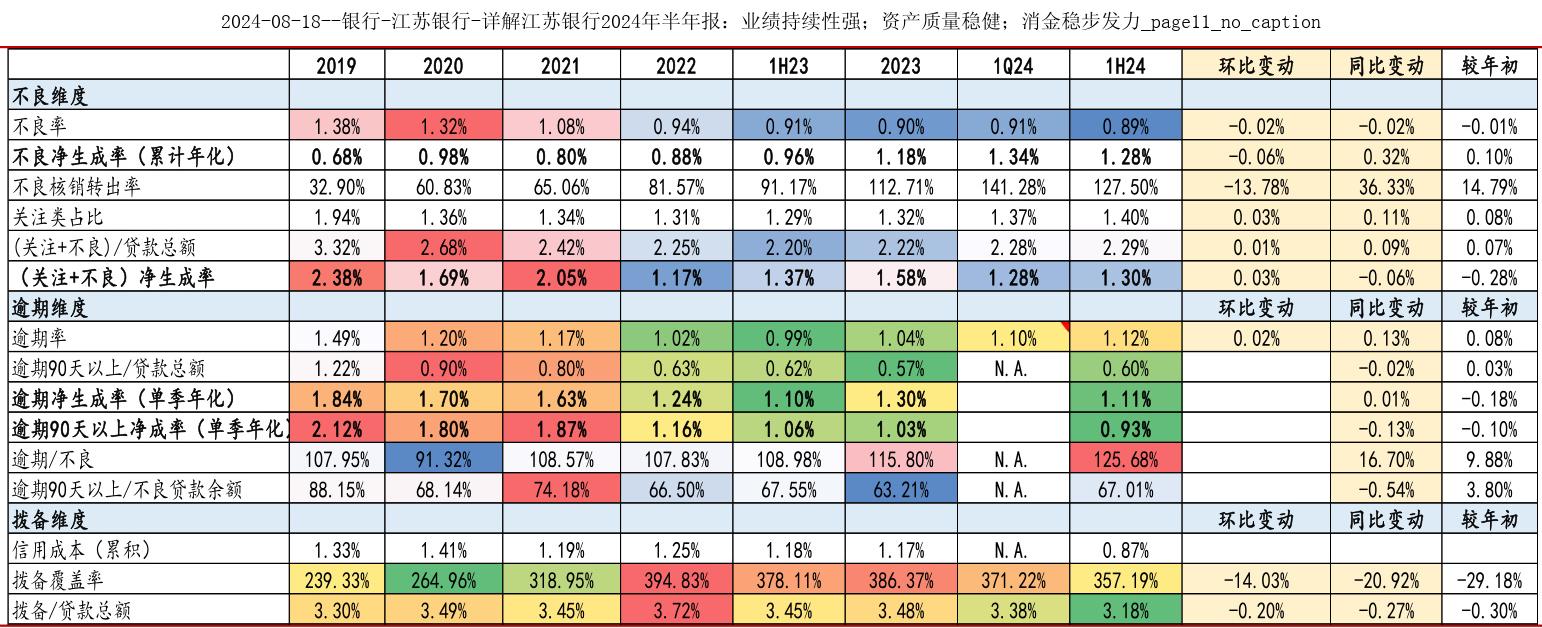 2024-08-18--银行-江苏银行-详解江苏银行2024年半年报：业绩持续性强；资产质量稳健；消金稳步发力_page11_no_caption
2019 2020 2021 2022 1H23 2023 1Q24 1H24 环比变动 同比变动 较年初
不良维度
不良率 1.38% 1.32% 1.08% 0.94% 0.91% 0.90% 0.91% 0.89% -0.02% -0.02% -0.01%
不良净生成率（累计年化） 0.68% 0.98% 0.80% 0.88% 0.96% 1.18% 1.34% 1.28% -0.06% 0.32% 0.10%
不良核销转出率 32.90% 60.83% 65.06% 81.57% 91.17% 112.71% 141.28% 127.50% -13.78% 36.33% 14.79%
关注类占比 1.94% 1.36% 1.34% 1.31% 1.29% 1.32% 1.37% 1.40% 0.03% 0.11% 0.08%
(关注+不良)/贷款总额 3.32% 2.68% 2.42% 2.25% 2.20% 2.22% 2.28% 2.29% 0.01% 0.09% 0.07%
（关注+不良）净生成率 2.38% 1.69% 2.05% 1.17% 1.37% 1.58% 1.28% 1.30% 0.03% -0.06% -0.28%
逾期维度 环比变动 同比变动 较年初
逾期率 1.49% 1.20% 1.17% 1.02% 0.99% 1.04% 1.10% 1.12% 0.02% 0.13% 0.08%
逾期90天以上/贷款总额 1.22% 0.90% 0.80% 0.63% 0.62% 0.57% N.A. 0.60% -0.02% 0.03%
逾期净生成率（单季年化） 1.84% 1.70% 1.63% 1.24% 1.10% 1.30% 1.11% 0.01% -0.18%
逾期90天以上净成率（单季年化） 2.12% 1.80% 1.87% 1.16% 1.06% 1.03% 0.93% -0.13% -0.10%
逾期/不良 107.95% 91.32% 108.57% 107.83% 108.98% 115.80% N.A. 125.68% 16.70% 9.88%
逾期90天以上/不良贷款余额 88.15% 68.14% 74.18% 66.50% 67.55% 63.21% N.A. 67.01% -0.54% 3.80%
拨备维度 环比变动 同比变动 较年初
信用成本（累积） 1.33% 1.41% 1.19% 1.25% 1.18% 1.17% N.A. 0.87%
拨备覆盖率 239.33% 264.96% 318.95% 394.83% 378.11% 386.37% 371.22% 357.19% -14.03% -20.92% -29.18%
拨备/贷款总额 3.30% 3.49% 3.45% 3.72% 3.45% 3.48% 3.38% 3.18% -0.20% -0.27% -0.30%